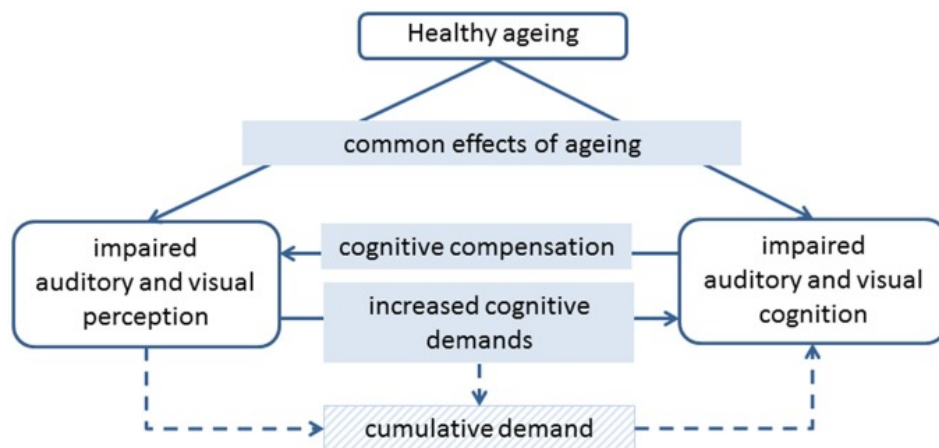 Healthy ageing
common effects of ageing
impaired
auditory and visual
perception
cognitive compensation
increased cognitive
demands
impaired
auditory and visual
cognition
cumulative demand